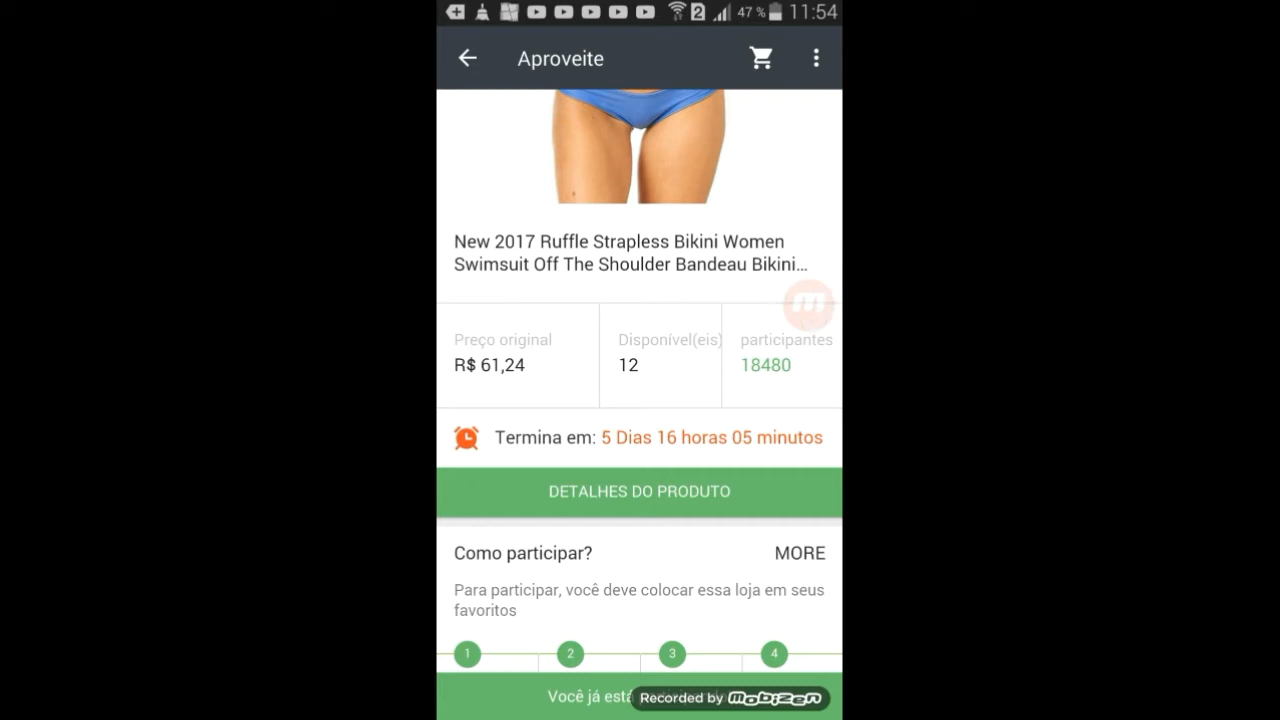 2 47 % 11:54
Aproveite
New 2017 Ruffle Strapless Bikini Women
Swimsuit Off The Shoulder Bandeau Bikini...
Preço original Disponível(eis) participantes
R$ 61,24 12 18480
Termina em: 5 Dias 16 horas 05 minutos
DETALHES DO PRODUTO
Como participar? MORE
Para participar, você deve colocar essa loja em seus
favoritos
1 2 3 4
Você já está
Recorded by mobizen